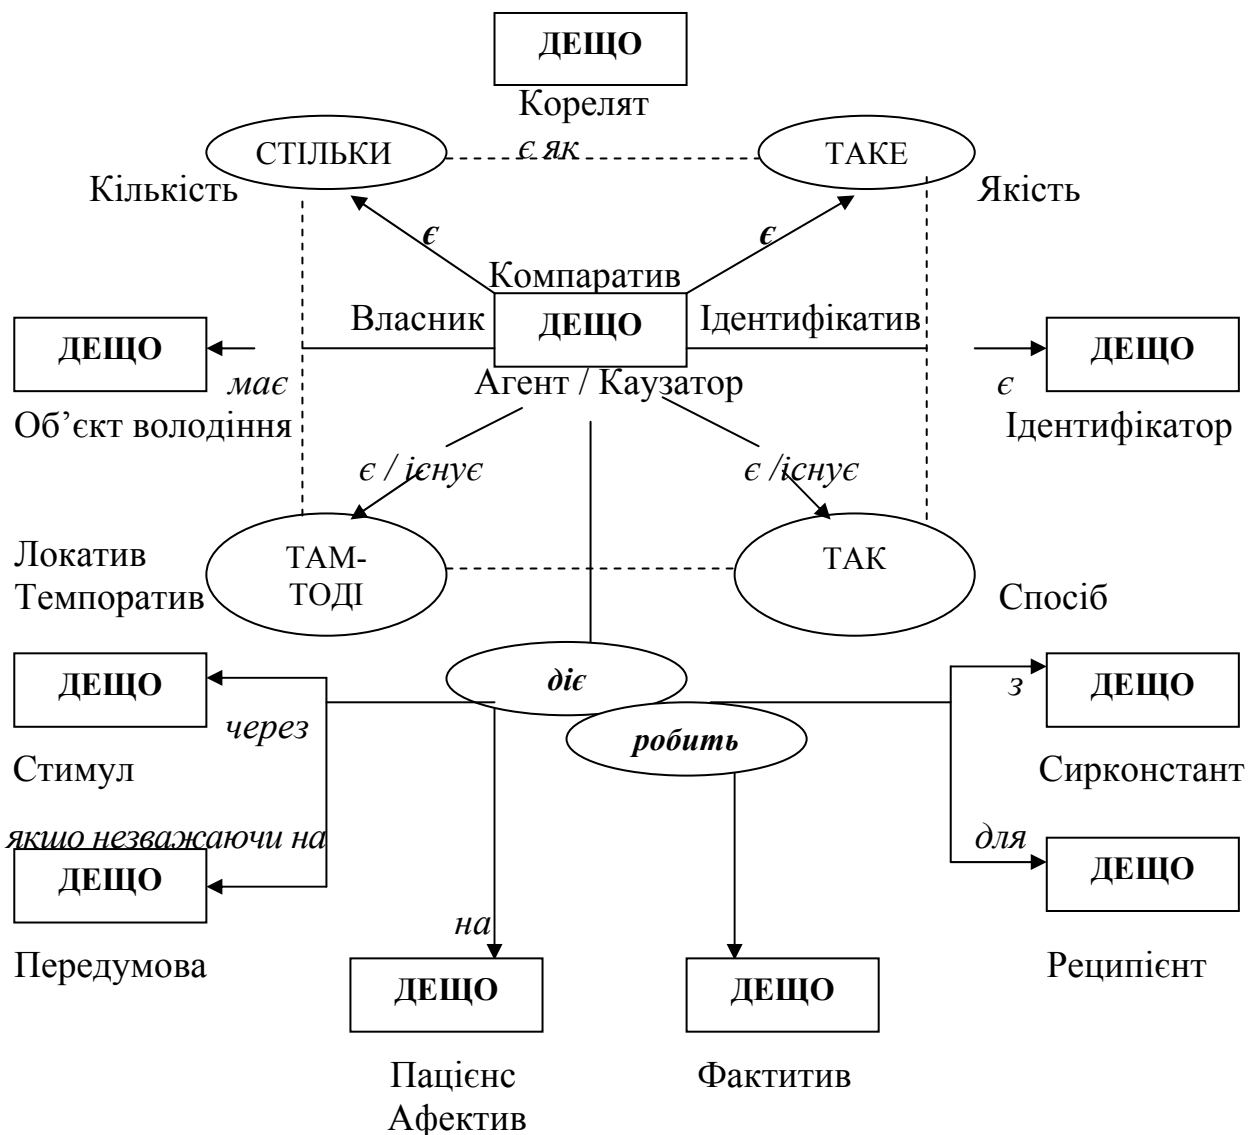 ДЕЩО
Корелят
СТІЛЬКИ
є як
ТАКЕ
Кількість
Якість
є
є
Компаратив
Власник
ДЕЩО
Ідентифікатив
ДЕЩО
ДЕЩО
має
Агент / Каузатор
є
Об’єкт володіння
Ідентифікатор
є / існує
є /існує
Локатив
Темпоратив
ТАМ-
ТОДІ
ТАК
Спосіб
ДЕЩО
діє
з
ДЕЩО
через
робить
Стимул
Сирконстант
якшо незважаючи на
для
ДЕЩО
ДЕЩО
на
Передумова
Реципієнт
ДЕЩО
ДЕЩО
Пацієнс
Афектив
Фактитив